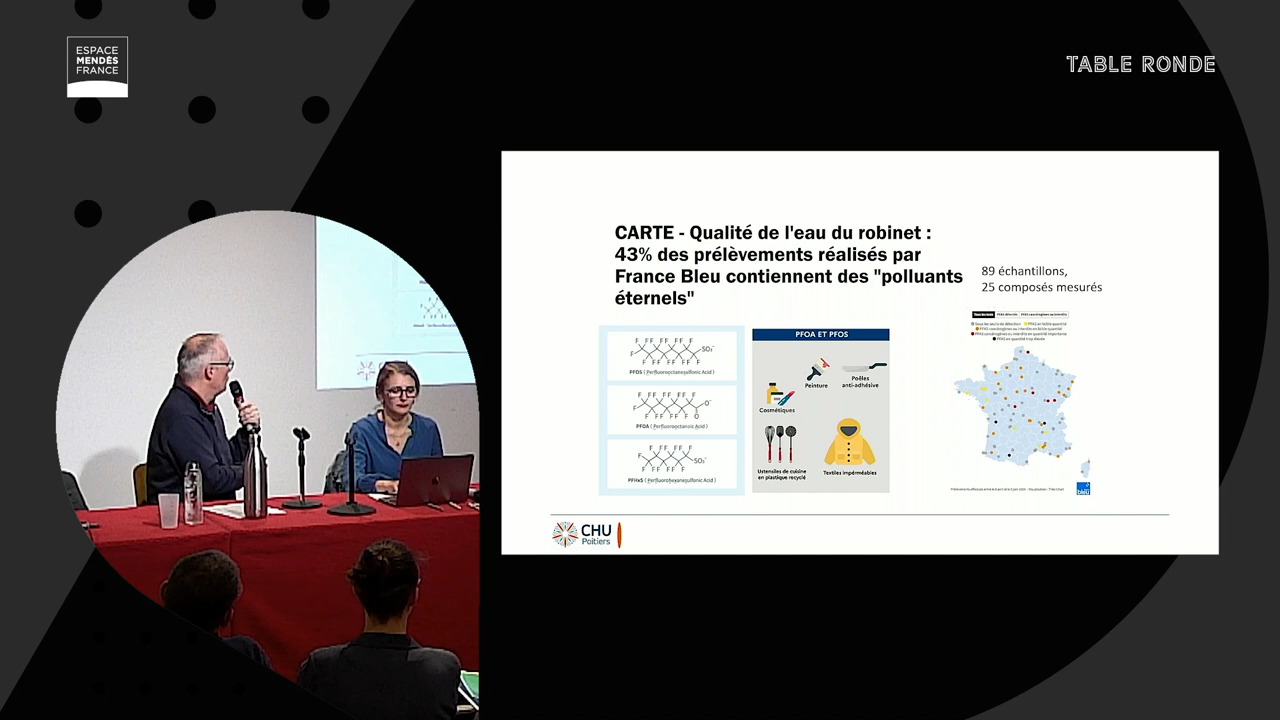 ESPACE
MENDÈS
FRANCE
TABLE RONDE
CARTE - Qualité de l'eau du robinet :
43% des prélèvements réalisés par
France Bleu contiennent des "polluants
éternels"
89 échantillons,
25 composés mesurés
PFOS (Perfluorooctanesulfonic Acid)
PFOA (Perfluorooctanoic Acid)
PFHxS (Perfluorohexanesulfonic Acid)
PFOA ET PFOS
Peinture
Poêles
anti-adhésive
Cosmétiques
Ustensiles de cuisine
en plastique recyclé
Textiles imperméables
bleu
CHU
Poitiers